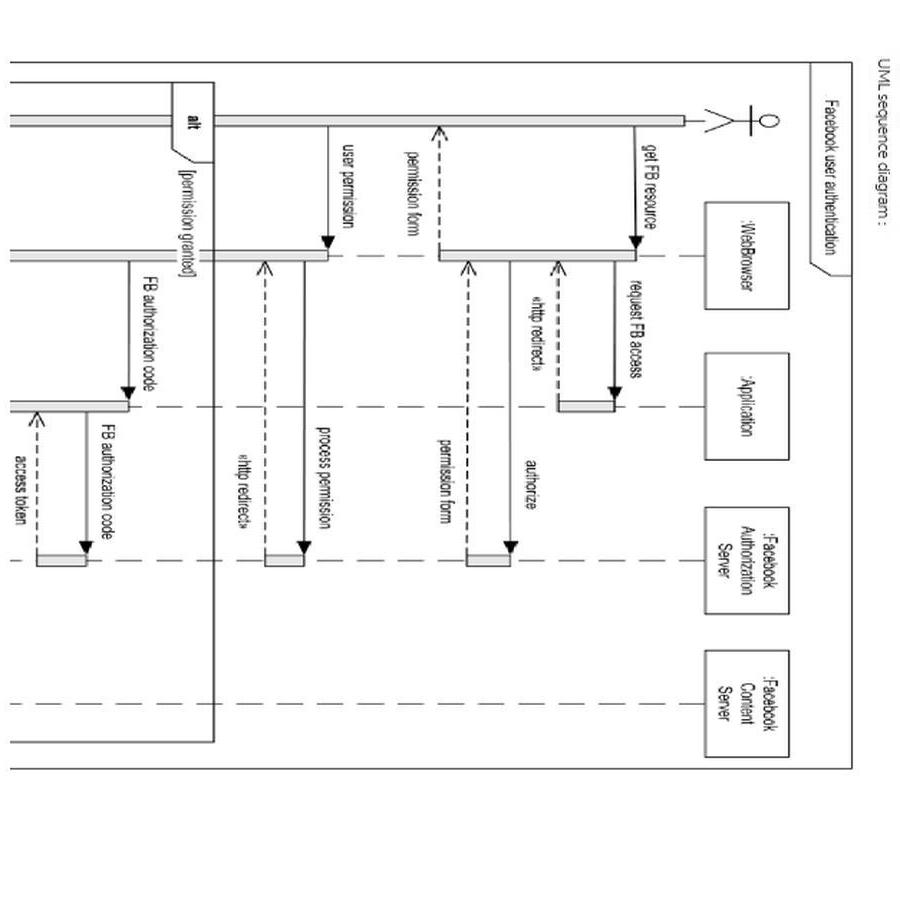 UML sequence diagram :
Facebook user authentication
:WebBrowser
:Application
:Facebook
Authorization
Server
:Facebook
Content
Server
get FB resource
request FB access
«http redirect»
authorize
permission form
permission form
user permission
process permission
«http redirect»
alt
[permission granted]
FB authorization code
FB authorization code
access token